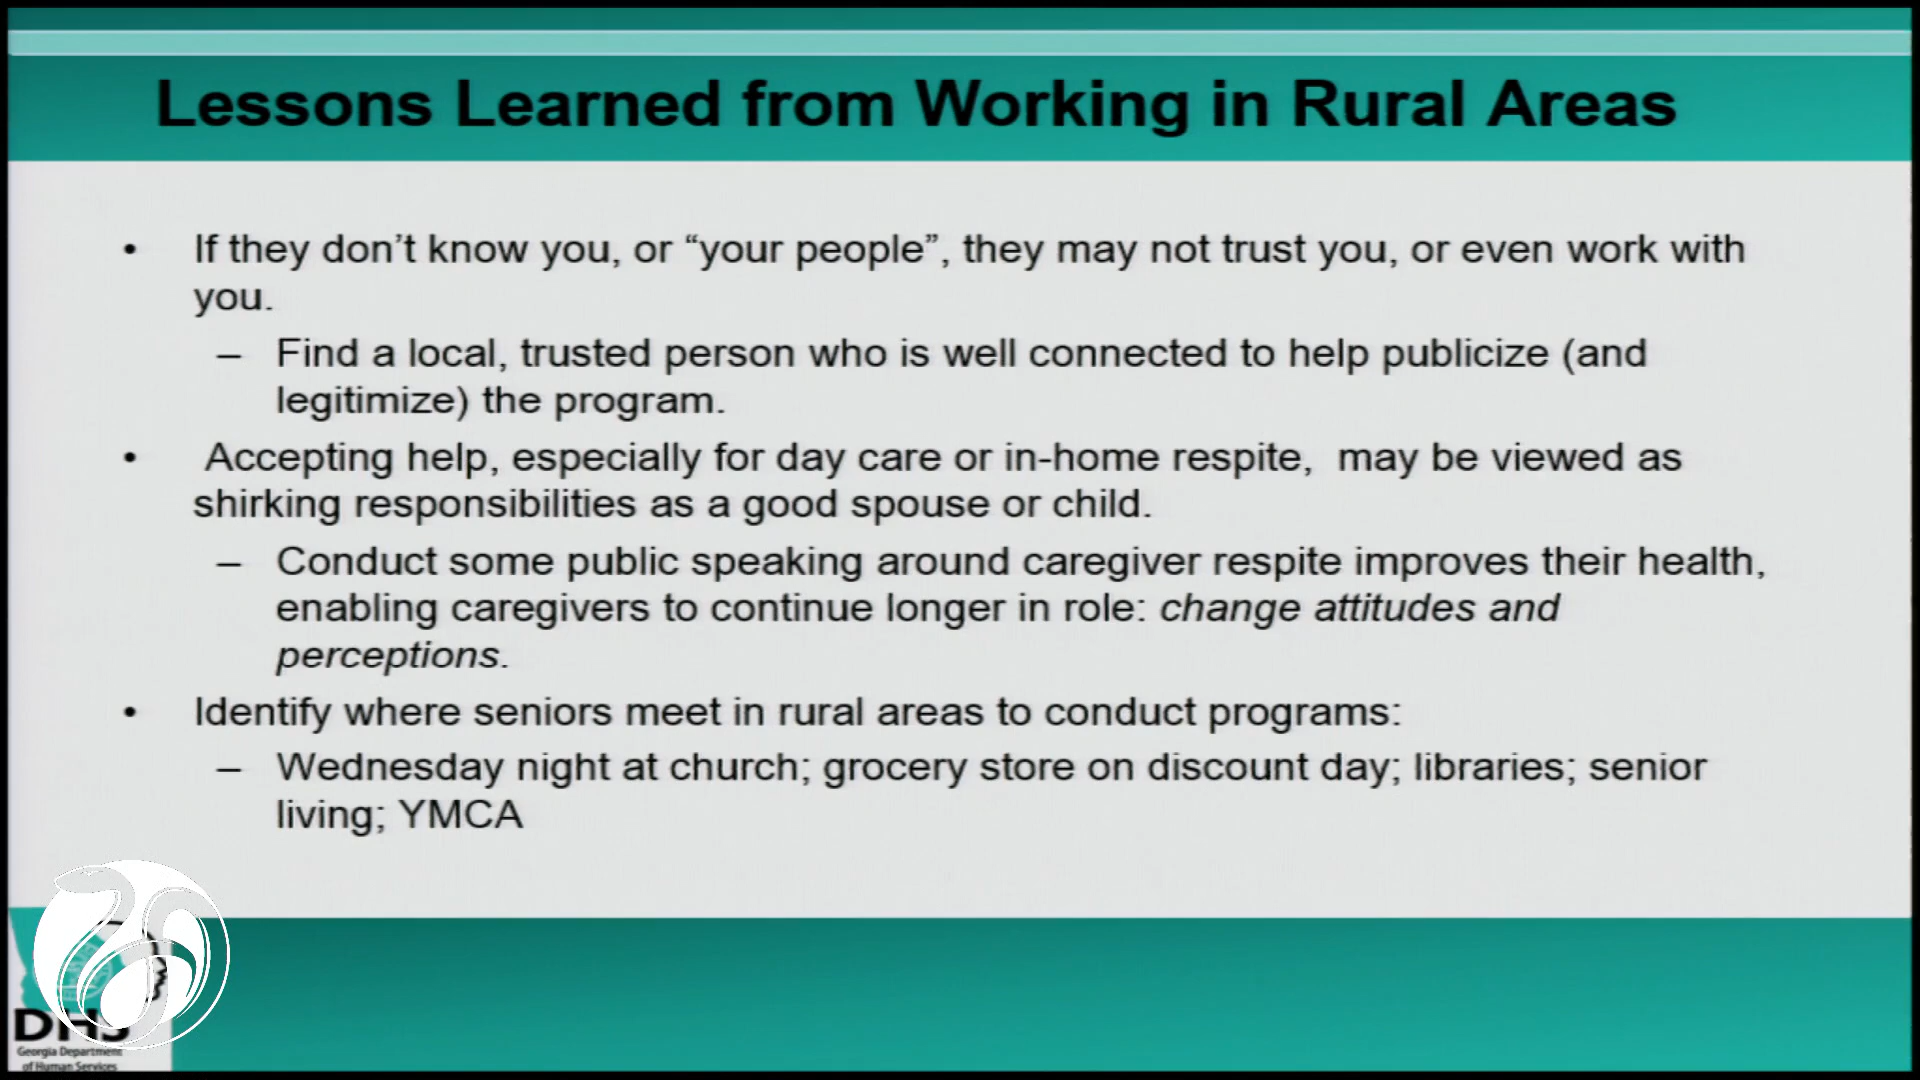 Lessons Learned from Working in Rural Areas
• If they don’t know you, or “your people”, they may not trust you, or even work with
you.
– Find a local, trusted person who is well connected to help publicize (and
legitimize) the program.
• Accepting help, especially for day care or in-home respite, may be viewed as
shirking responsibilities as a good spouse or child.
– Conduct some public speaking around caregiver respite improves their health,
enabling caregivers to continue longer in role: change attitudes and
perceptions.
• Identify where seniors meet in rural areas to conduct programs:
– Wednesday night at church; grocery store on discount day; libraries; senior
living; YMCA
DHS
Georgia Department
of Human Services